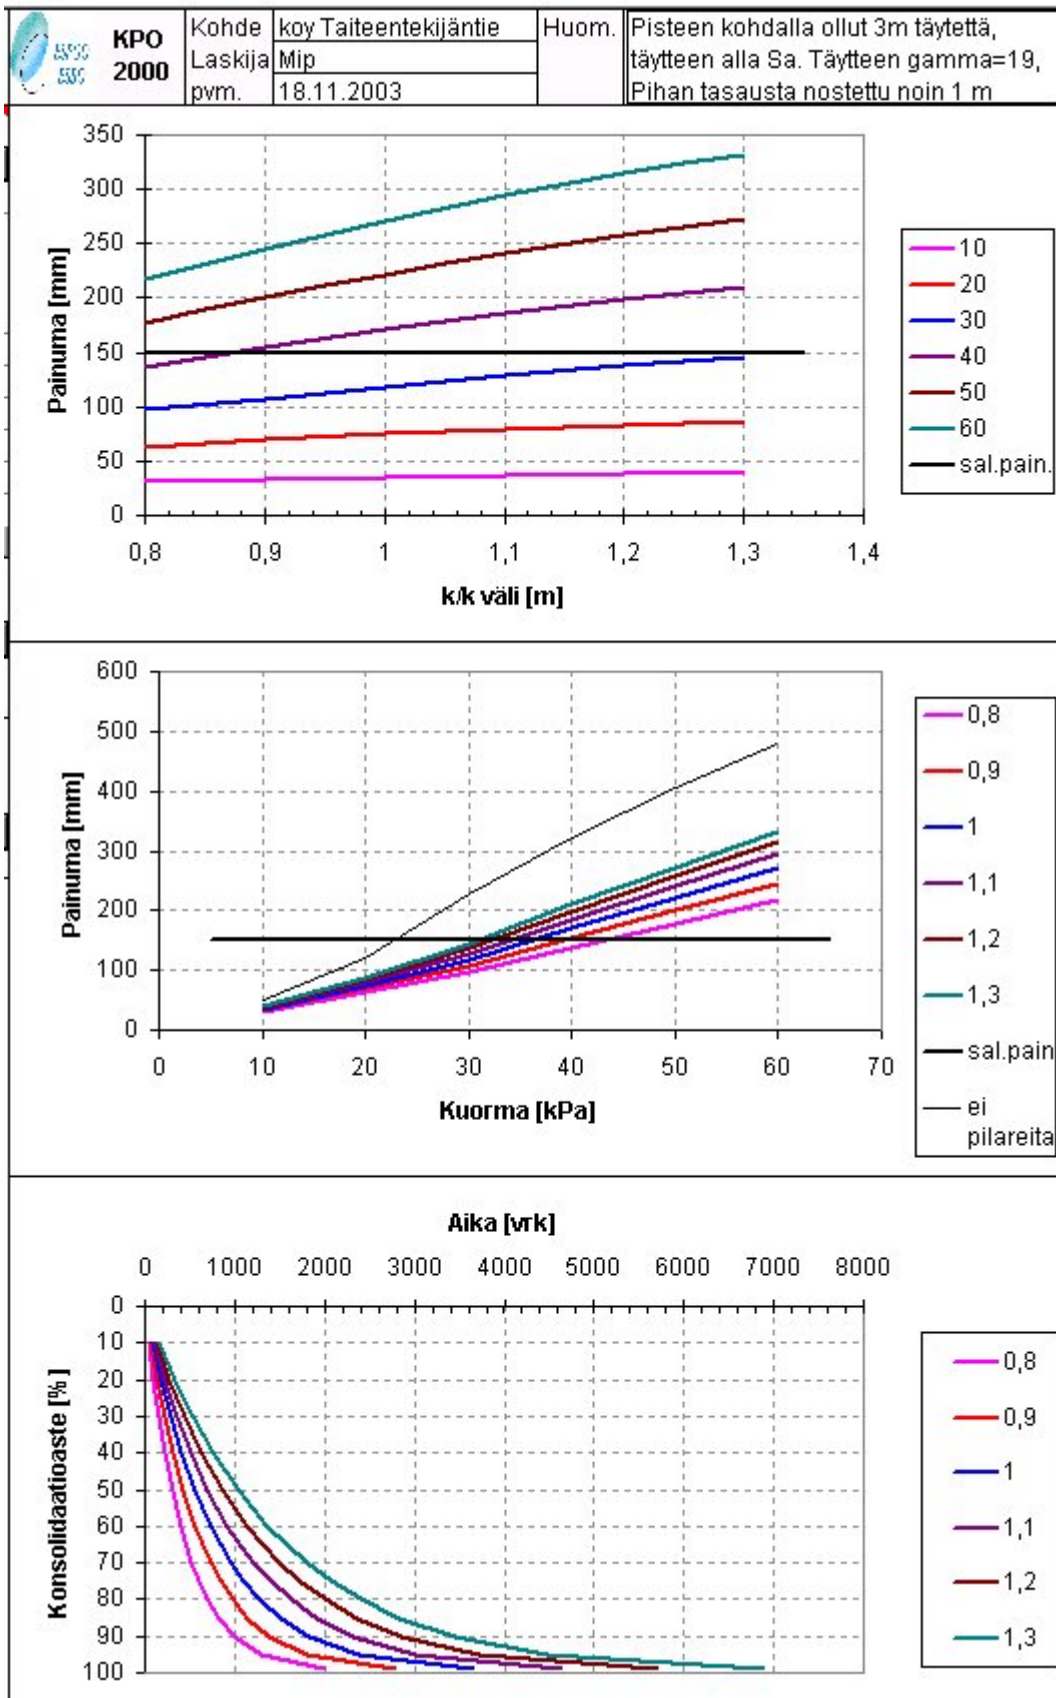 ESPOO
ESBO
KPO
2000
Kohde koy Taiteentekijäntie
Laskija Mip
pvm. 18.11.2003
Huom. Pisteen kohdalla ollut 3m täytettä,
täytteen alla Sa. Täytteen gamma=19,
Pihan tasausta nostettu noin 1 m
Painuma [mm]
350
300
250
200
150
100
50
0
0,8 0,9 1 1,1 1,2 1,3 1,4
k/k väli [m]
10
20
30
40
50
60
sal.pain.
Painuma [mm]
600
500
400
300
200
100
0
0 10 20 30 40 50 60 70
Kuorma [kPa]
0,8
0,9
1
1,1
1,2
1,3
sal.pain
ei
pilareita
Aika [vrk]
0 1000 2000 3000 4000 5000 6000 7000 8000
Konsolidaatioaste [%]
0
10
20
30
40
50
60
70
80
90
100
0,8
0,9
1
1,1
1,2
1,3